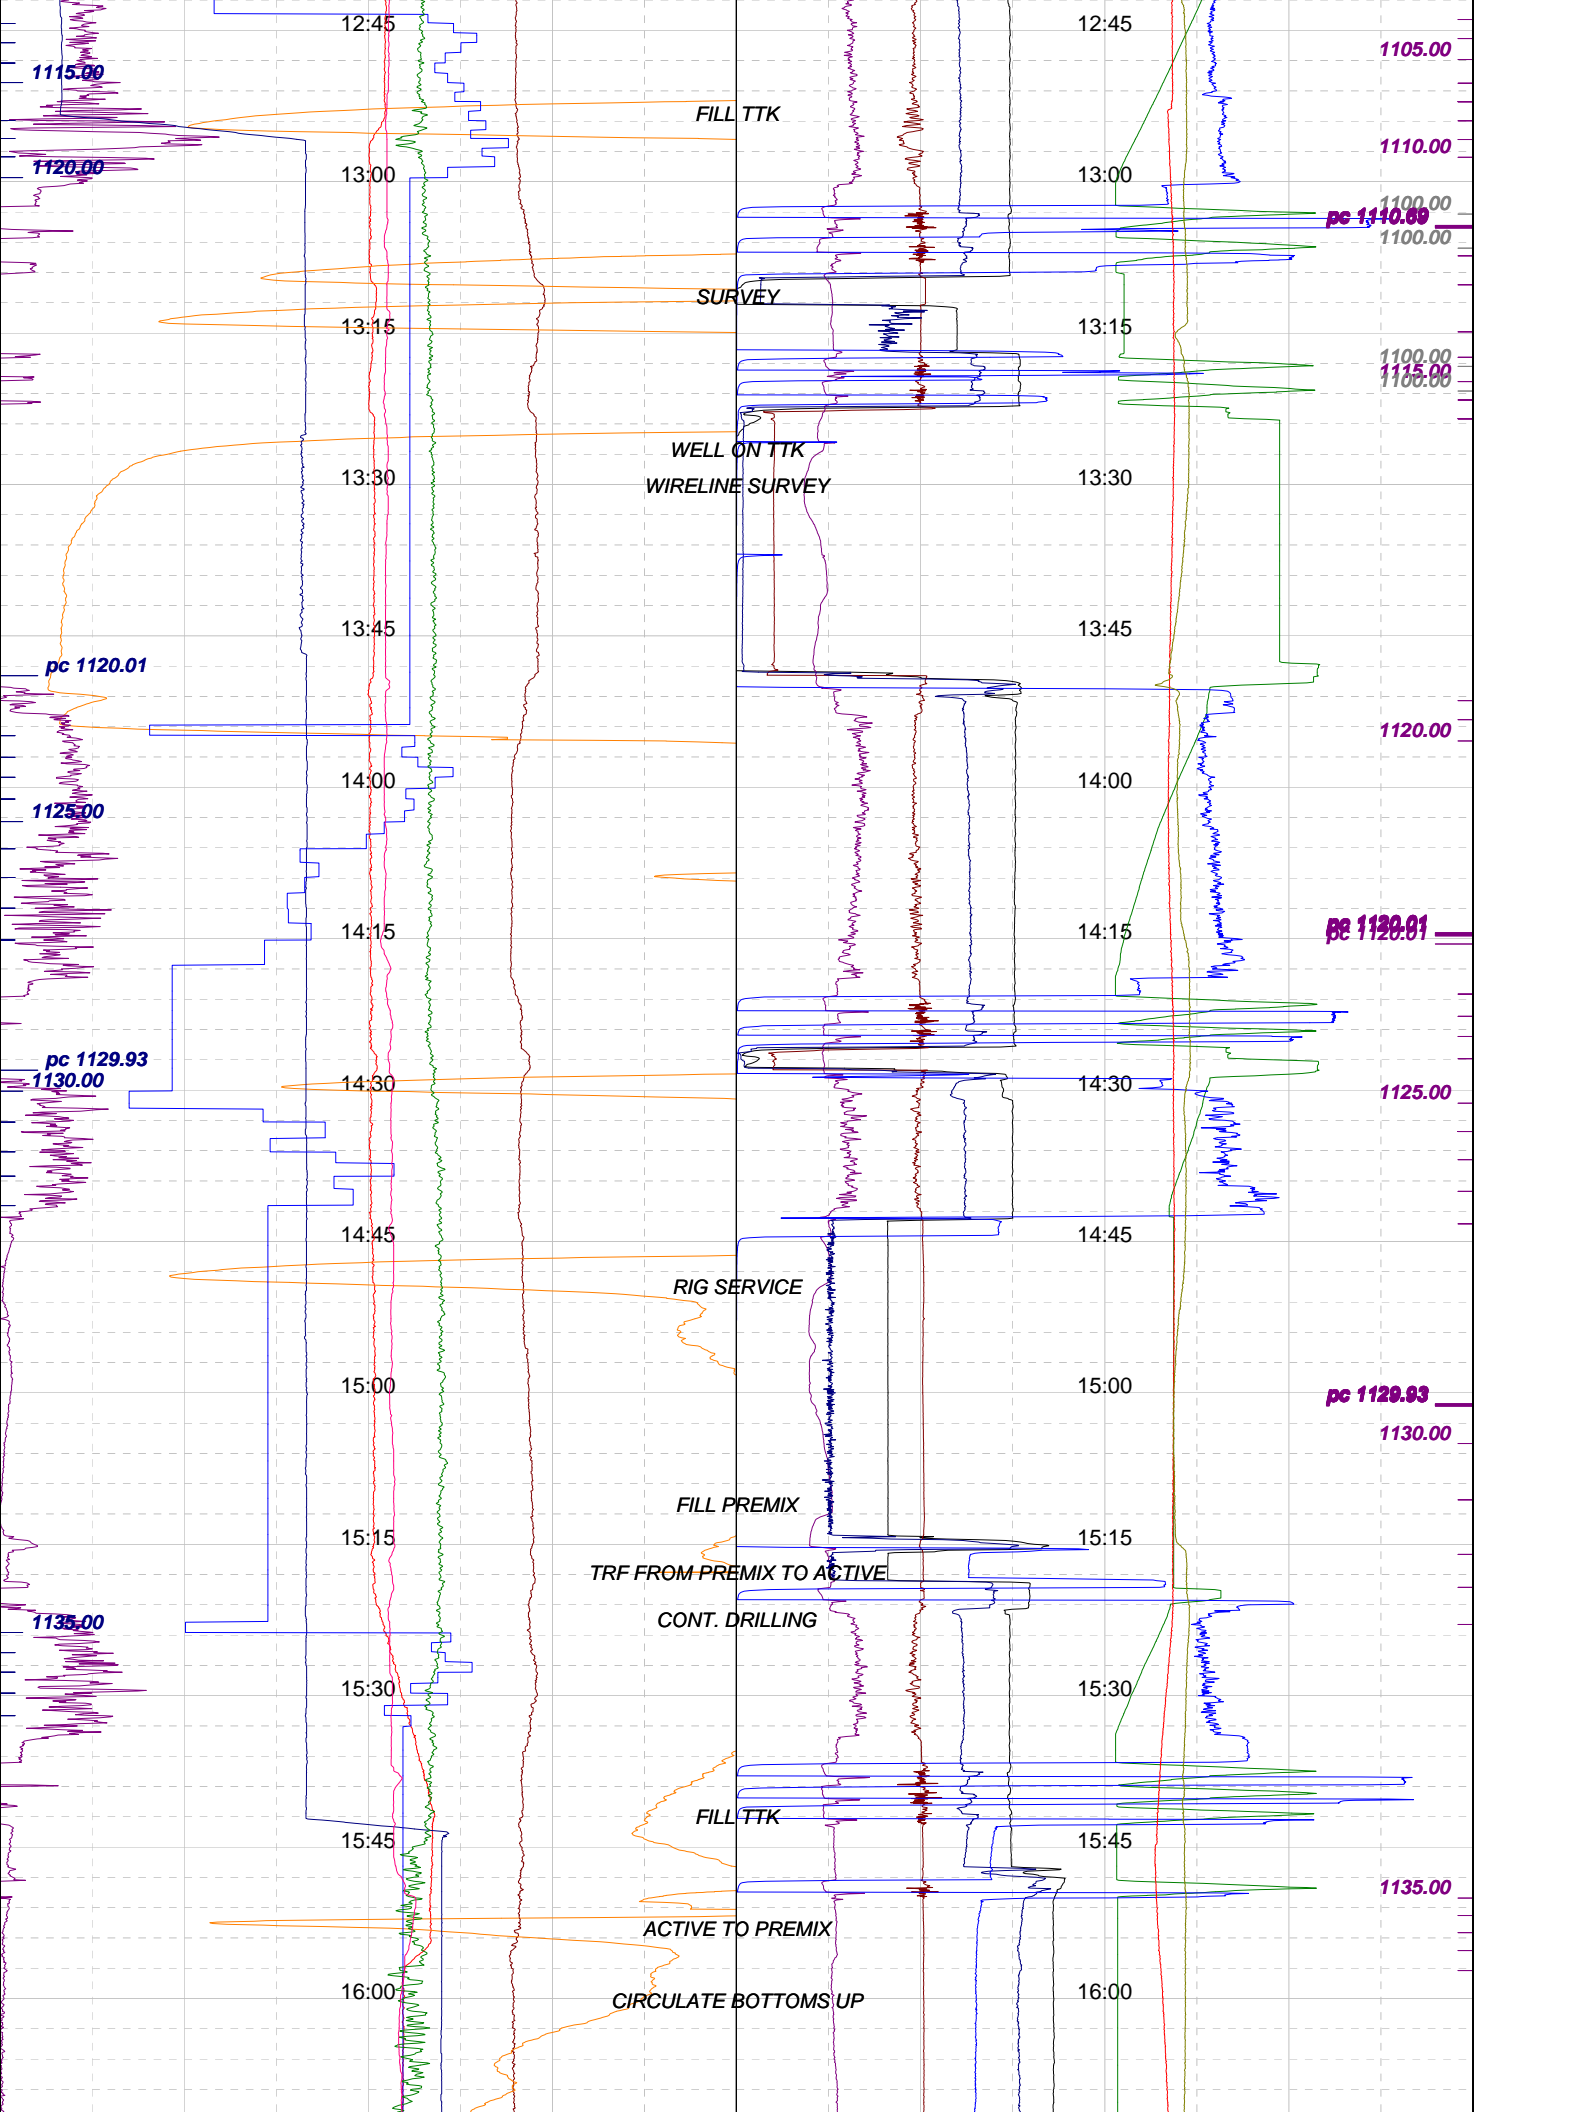 12:45
12:45
1105.00
1115.00
FILL TTK
1110.00
1120.00
13:00
13:00
1100.00
pc 1110.69
1100.00
SURVEY
13:15
13:15
1100.00
1115.00
1100.00
WELL ON TTK
13:30
13:30
WIRELINE SURVEY
13:45
13:45
pc 1120.01
1120.00
14:00
14:00
1125.00
pc 1120.01
14:15
14:15
pc 1120.01
pc 1129.93
1130.00
14:30
14:30
1125.00
14:45
14:45
RIG SERVICE
15:00
15:00
pc 1129.93
1130.00
FILL PREMIX
15:15
15:15
TRF FROM PREMIX TO ACTIVE
1135.00
CONT. DRILLING
15:30
15:30
FILL TTK
15:45
15:45
1135.00
ACTIVE TO PREMIX
16:00
16:00
CIRCULATE BOTTOMS UP